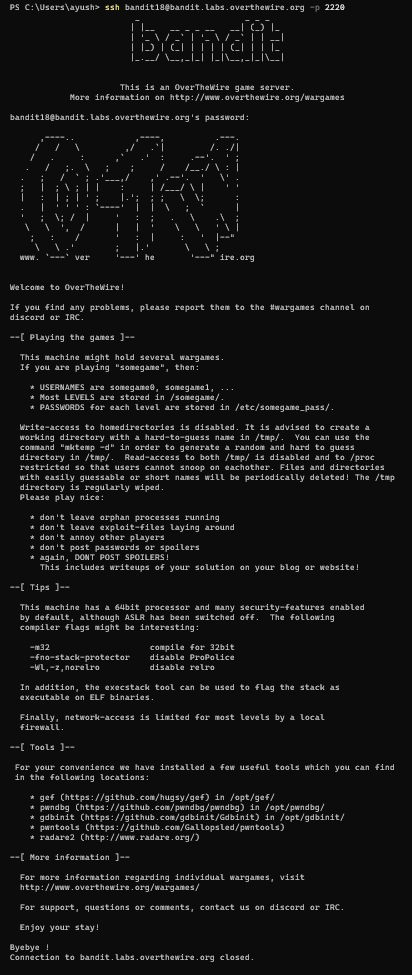 PS C:\Users\ayush> ssh bandit18@bandit.labs.overthewire.org -p 2220
This is an OverTheWire game server.
More information on http://www.overthewire.org/wargames
bandit18@bandit.labs.overthewire.org's password:
www. `---` ver '---' he '---" ire.org
Welcome to OverTheWire!
If you find any problems, please report them to the #wargames channel on
discord or IRC.
--[ Playing the games ]--
This machine might hold several wargames.
If you are playing "somegame", then:
* USERNAMES are somegame0, somegame1, ...
* Most LEVELS are stored in /somegame/.
* PASSWORDS for each level are stored in /etc/somegame_pass/.
Write-access to homedirectories is disabled. It is advised to create a
working directory with a hard-to-guess name in /tmp/. You can use the
command "mktemp -d" in order to generate a random and hard to guess
directory in /tmp/. Read-access to both /tmp/ is disabled and to /proc
restricted so that users cannot snoop on eachother. Files and directories
with easily guessable or short names will be periodically deleted! The /tmp
directory is regularly wiped.
Please play nice:
* don't leave orphan processes running
* don't leave exploit-files laying around
* don't annoy other players
* don't post passwords or spoilers
* again, DONT POST SPOILERS!
This includes writeups of your solution on your blog or website!
--[ Tips ]--
This machine has a 64bit processor and many security-features enabled
by default, although ASLR has been switched off. The following
compiler flags might be interesting:
-m32 compile for 32bit
-fno-stack-protector disable ProPolice
-Wl,-z,norelro disable relro
In addition, the execstack tool can be used to flag the stack as
executable on ELF binaries.
Finally, network-access is limited for most levels by a local
firewall.
--[ Tools ]--
For your convenience we have installed a few useful tools which you can find
in the following locations:
* gef (https://github.com/hugsy/gef) in /opt/gef/
* pwndbg (https://github.com/pwndbg/pwndbg) in /opt/pwndbg/
* gdbinit (https://github.com/gdbinit/Gdbinit) in /opt/gdbinit/
* pwntools (https://github.com/Gallopsled/pwntools)
* radare2 (http://www.radare.org/)
--[ More information ]--
For more information regarding individual wargames, visit
http://www.overthewire.org/wargames/
For support, questions or comments, contact us on discord or IRC.
Enjoy your stay!
Byebye !
Connection to bandit.labs.overthewire.org closed.